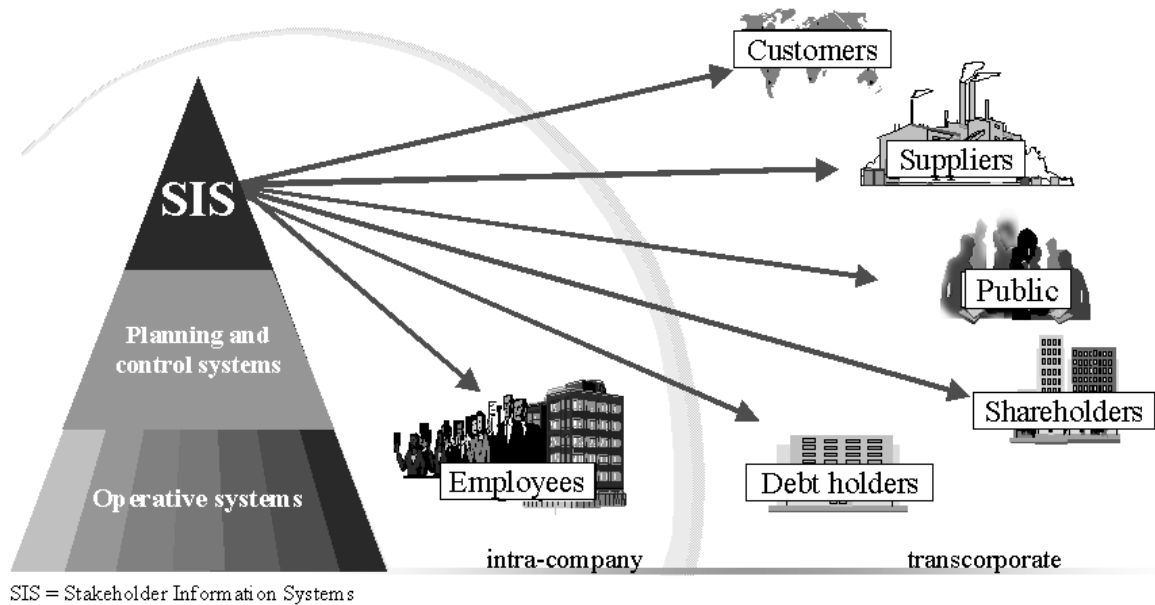 Customers
Suppliers
SIS
Public
Planning and
control systems
Shareholders
Employees
Debt holders
Operative systems
intra-company
transcorporate
SIS = Stakeholder Information Systems